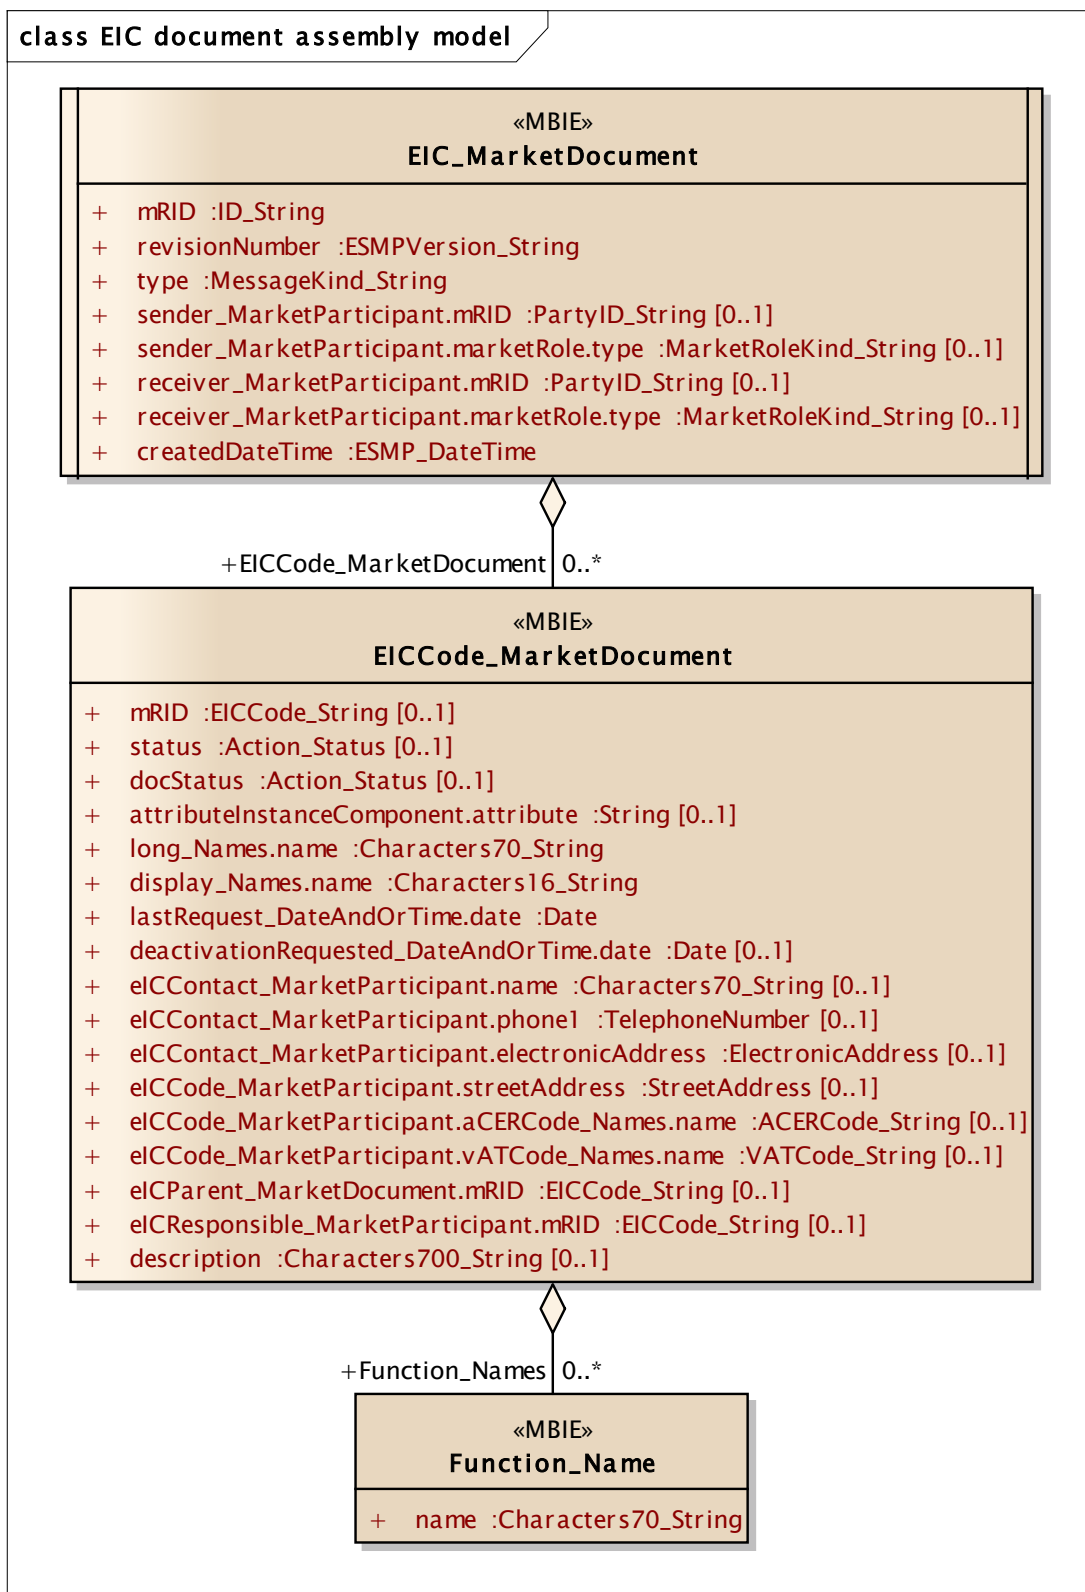 class EIC document assembly model
«MBIE»
EIC_MarketDocument
+ mRID :ID_String
+ revisionNumber :ESMPVersion_String
+ type :MessageKind_String
+ sender_MarketParticipant.mRID :PartyID_String [0..1]
+ sender_MarketParticipant.marketRole.type :MarketRoleKind_String [0..1]
+ receiver_MarketParticipant.mRID :PartyID_String [0..1]
+ receiver_MarketParticipant.marketRole.type :MarketRoleKind_String [0..1]
+ createdDateTime :ESMP_DateTime
+EICCode_MarketDocument 0..*
«MBIE»
EICCode_MarketDocument
+ mRID :EICCode_String [0..1]
+ status :Action_Status [0..1]
+ docStatus :Action_Status [0..1]
+ attributeInstanceComponent.attribute :String [0..1]
+ long_Names.name :Characters70_String
+ display_Names.name :Characters16_String
+ lastRequest_DateAndOrTime.date :Date
+ deactivationRequested_DateAndOrTime.date :Date [0..1]
+ eICContact_MarketParticipant.name :Characters70_String [0..1]
+ eICContact_MarketParticipant.phone1 :TelephoneNumber [0..1]
+ eICContact_MarketParticipant.electronicAddress :ElectronicAddress [0..1]
+ eICCode_MarketParticipant.streetAddress :StreetAddress [0..1]
+ eICCode_MarketParticipant.aCERCode_Names.name :ACERCode_String [0..1]
+ eICCode_MarketParticipant.vATCode_Names.name :VATCode_String [0..1]
+ eICParent_MarketDocument.mRID :EICCode_String [0..1]
+ eICResponsible_MarketParticipant.mRID :EICCode_String [0..1]
+ description :Characters700_String [0..1]
+Function_Names 0..*
«MBIE»
Function_Name
+ name :Characters70_String